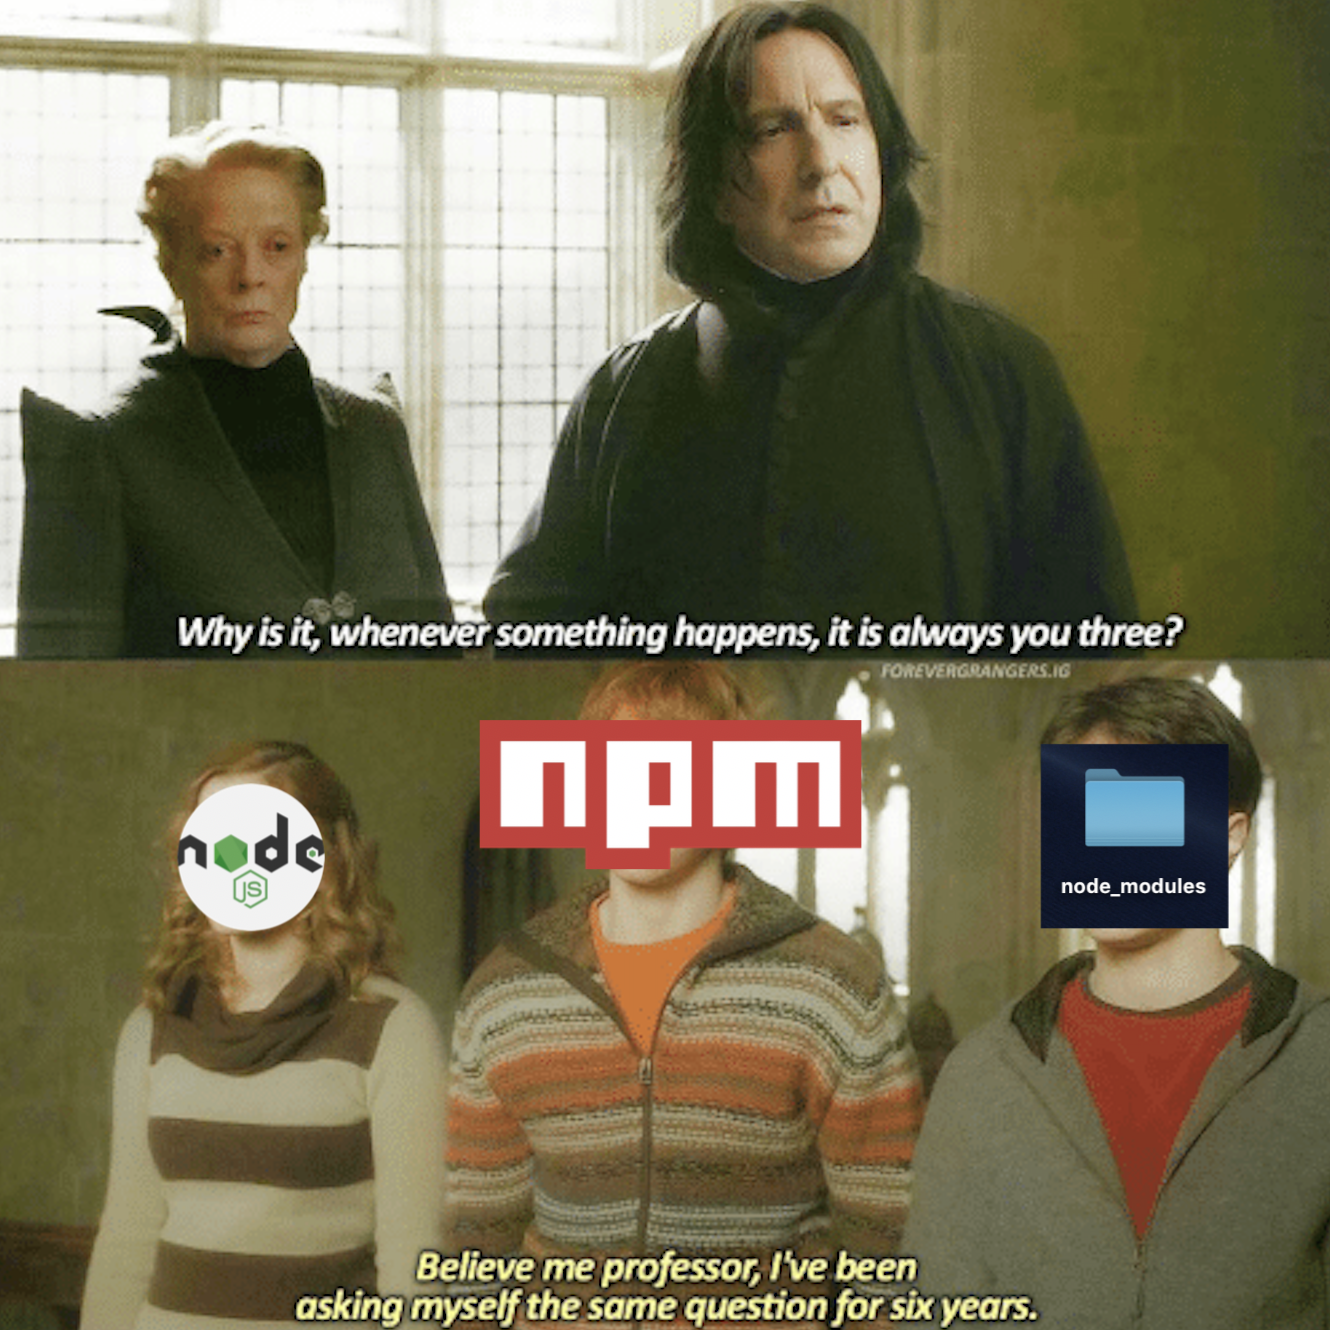 Why is it, whenever something happens, it is always you three?
FOREVERGRANGERS.IG
npm
node
JS
node_modules
Believe me professor, I've been
asking myself the same question for six years.